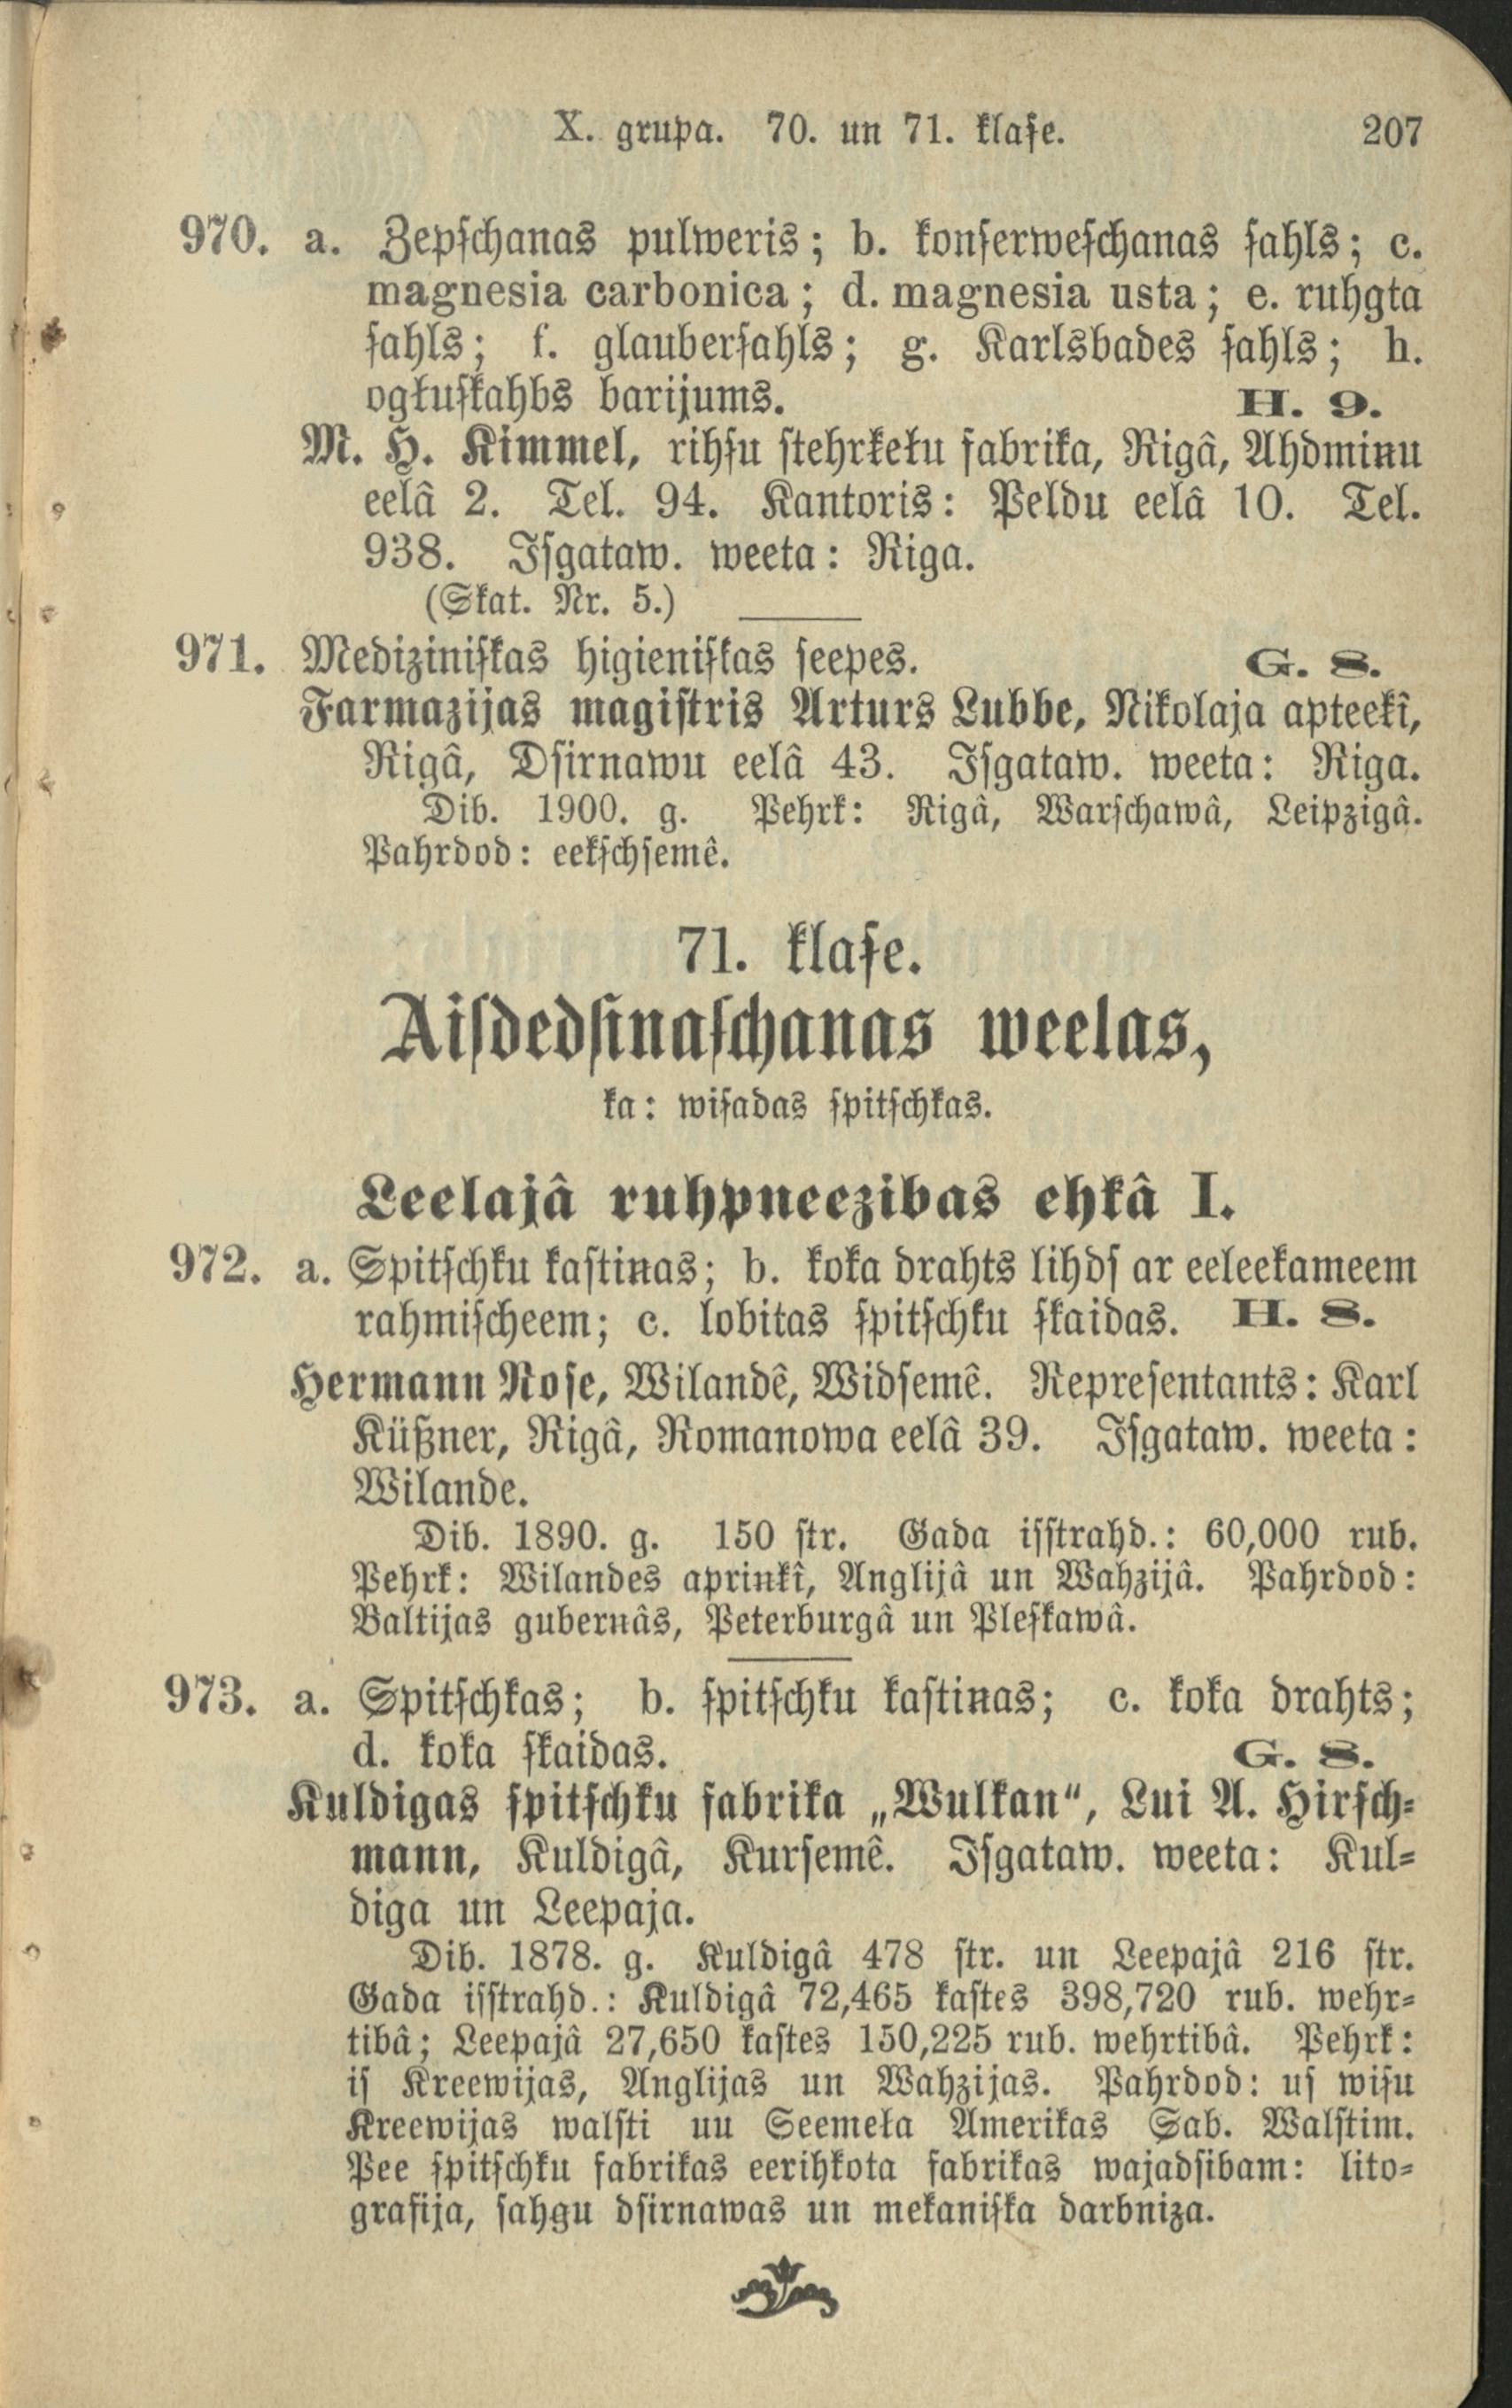 X. grupa. 70. un 71. klaſe. 207
970. a. Zepſchanas pulweris; b. konſerweſchanas ſahls; c.
magnesia carbonica; d. magnesia usta; e. ruhgta
ſahls; f. glauberſahls; g. Karlsbades ſahls; h.
ogłuſkahbs barijums. H. 9.
M. H. Kimmel, rihſu ſtehrkełu fabrika, Rigâ, Ahdminu
eelâ 2. Tel. 94. Kantoris: Peldu eelâ 10. Tel.
938. Iſgataw. weeta: Riga.
(Skat. Nr. 5.)
971. Mediziniſkas higieniſkas ſeepes. G. 8.
Farmazijas magiſtris Arturs Lubbe, Nikolaja apteekî,
Rigâ, Dſirnawu eelâ 43. Iſgataw. weeta: Riga.
Dib. 1900. g. Pehrk: Rigâ, Warſchawâ, Leipzigâ.
Pahrdod: eekſchſemê.
71. klaſe.
Aiſdedſinaſchanas weelas,
ka: wiſadas ſpitſchkas.
Leelajâ ruhpneezibas ehkâ I.
972. a. Spitſchku kaſtiņas; b. koka drahts lihdſ ar eeleekameem
rahmiſcheem; c. lobitas ſpitſchku ſkaidas. H. 8.
Hermann Roſe, Wilandê, Widſemê. Repreſentants: Karl
Küßner, Rigâ, Romanowa eelâ 39. Iſgataw. weeta:
Wilande.
Dib. 1890. g. 150 ſtr. Gada iſſtrahd.: 60,000 rub.
Pehrk: Wilandes apriņkî, Anglijâ un Wahzijâ. Pahrdod:
Baltijas gubernâs, Peterburgâ un Pleſkawâ.
973. a. Spitſchkas; b. ſpitſchku kaſtiņas; c. koka drahts;
d. koka ſkaidas. G. 8.
Kuldigas ſpitſchku fabrika „Wulkan“, Lui A. Hirſch-
mann, Kuldigâ, Kurſemê. Iſgataw. weeta: Kul-
diga un Leepaja.
Dib. 1878. g. Kuldigâ 478 ſtr. un Leepajâ 216 ſtr.
Gada iſſtrahd.: Kuldigâ 72,465 kaſtes 398,720 rub. wehr-
tibâ; Leepajâ 27,650 kaſtes 150,225 rub. wehrtibâ. Pehrk:
iſ Kreewijas, Anglijas un Wahzijas. Pahrdod: uſ wiſu
Kreewijas walſti uu Seemeła Amerikas Sab. Walſtim.
Pee ſpitſchku fabrikas eerihkota fabrikas wajadſibam: lito-
grafija, ſahgu dſirnawas un mekaniſka darbniza.